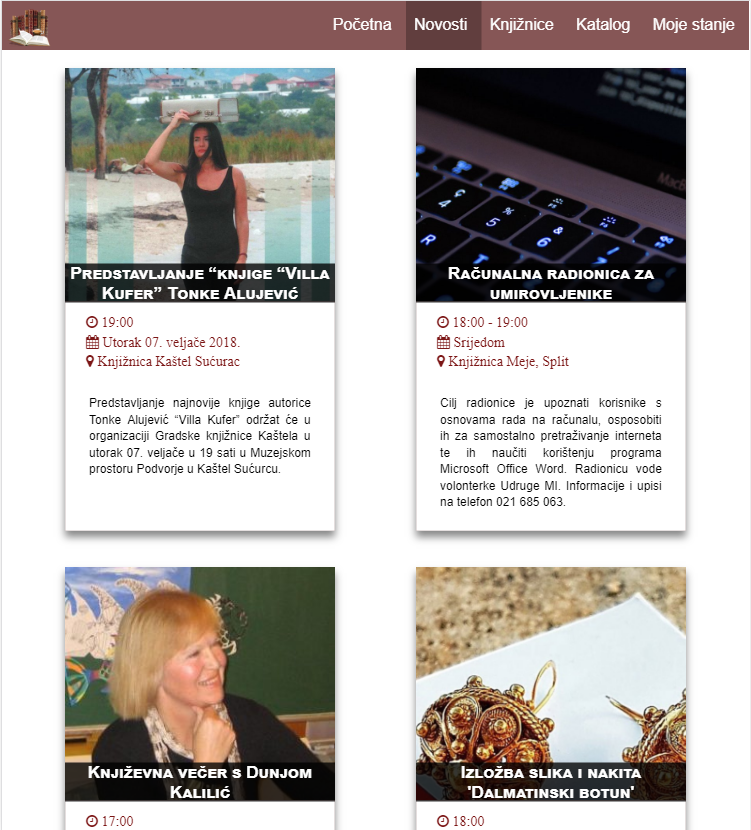 Početna Novosti Knjižnice Katalog Moje stanje
Predstavljanje “knjige “Villa
Kufer” Tonke Alujević
19:00
Utorak 07. veljače 2018.
Knjižnica Kaštel Sućurac
Predstavljanje najnovije knjige autorice
Tonke Alujević “Villa Kufer” održat će u
organizaciji Gradske knjižnice Kaštela u
utorak 07. veljače u 19 sati u Muzejskom
prostoru Podvorje u Kaštel Sućurcu.
Računalna radionica za
umirovljenike
18:00 - 19:00
Srijedom
Knjižnica Meje, Split
Cilj radionice je upoznati korisnike s
osnovama rada na računalu, osposobiti
ih za samostalno pretraživanje interneta
te ih naučiti korištenju programa
Microsoft Office Word. Radionicu vode
volonterke Udruge MI. Informacije i upisi
na telefon 021 685 063.
Književna večer s Dunjom
Kalilić
17:00
Izložba slika i nakita
'Dalmatinski botun'
18:00